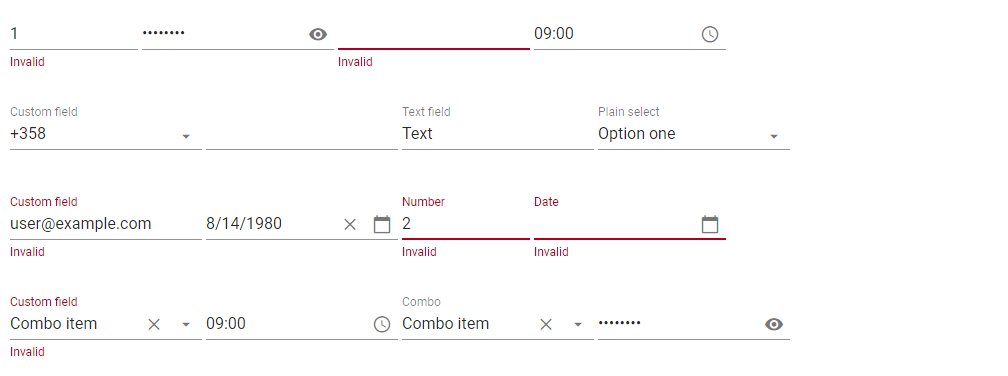 1 •••••••• 09:00
Invalid Invalid
Custom field Text field Plain select
+358 Text Option one
Custom field Number Date
user@example.com 8/14/1980 2
Invalid Invalid Invalid
Custom field Combo
Combo item 09:00 Combo item ••••••••
Invalid